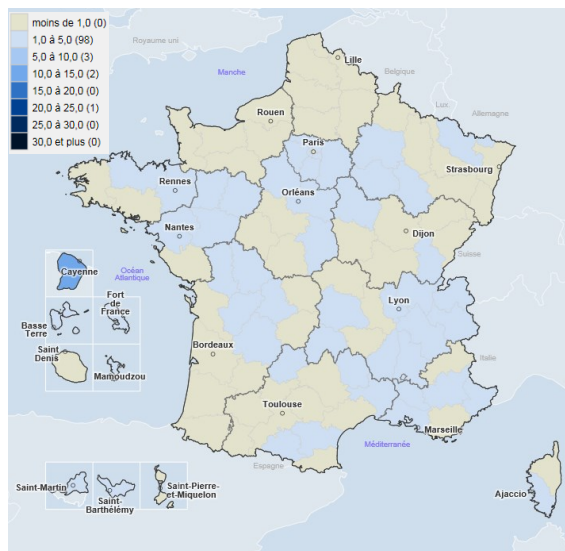 moins de 1,0 (0)
1,0 à 5,0 (98)
5,0 à 10,0 (3)
10,0 à 15,0 (2)
15,0 à 20,0 (0)
20,0 à 25,0 (1)
25,0 à 30,0 (0)
30,0 et plus (0)
Royaume uni
Lille
Manche
Belgique
Rouen
Lux.
Allemagne
Paris
Strasbourg
Rennes
Orléans
Nantes
Dijon
Suisse
Cayenne
Océan
Atlantique
Fort
de
France
Lyon
Basse
Terre
Saint
Denis
Mamoudzou
Bordeaux
Italie
Toulouse
Marseille
Méditerranée
Espagne
Saint-Martin
Saint-
Barthélémy
Saint-Pierre-
et-Miquelon
Ajaccio